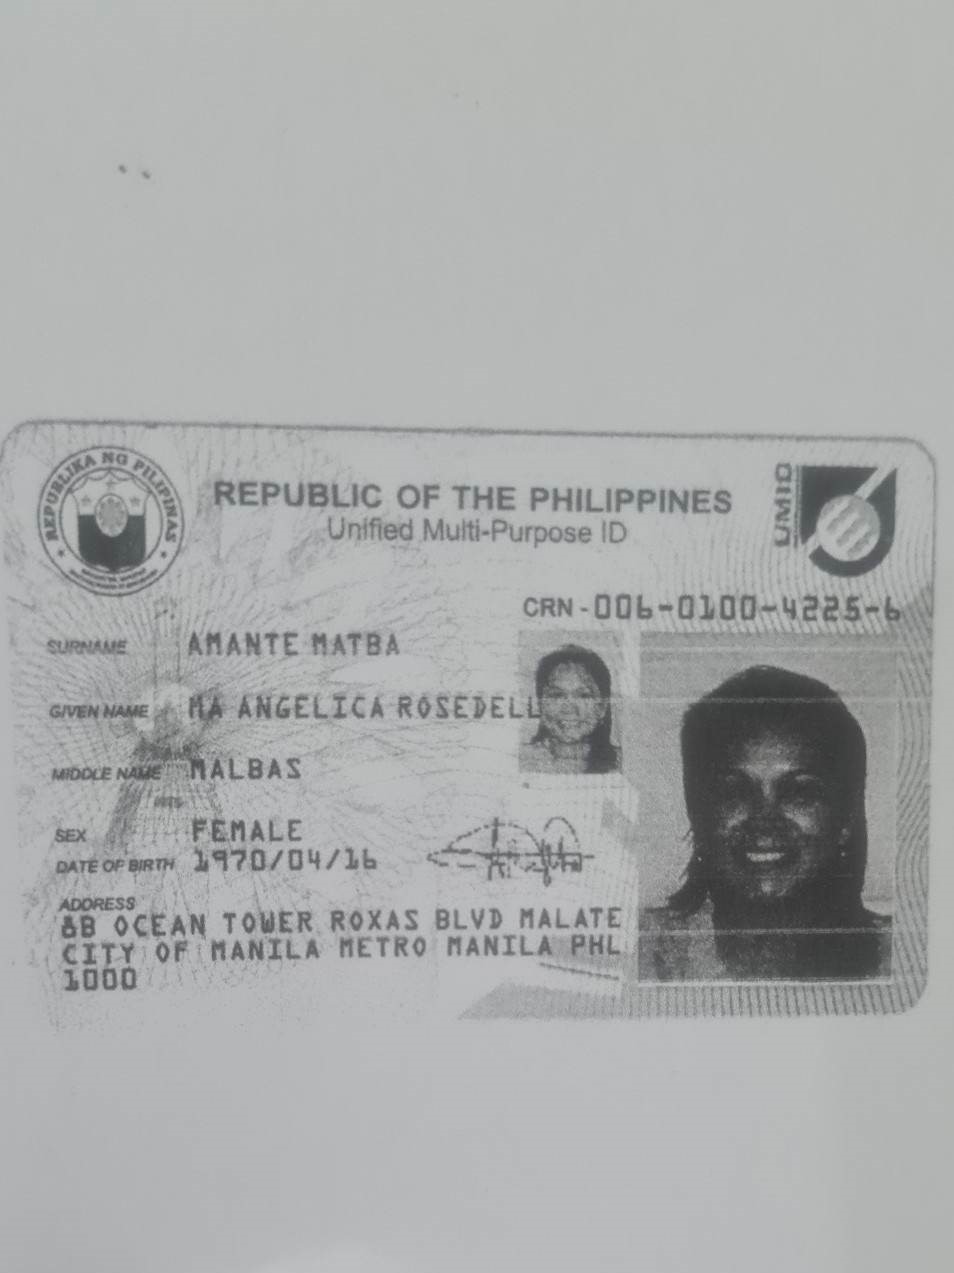 REPUBLIKA NG PILIPINAS
REPUBLIC OF THE PHILIPPINES
Unified Multi-Purpose ID
UMID
CRN - 006-0100-4225-6
SURNAME AMANTE MATBA
GIVEN NAME MA ANGELICA ROSEDELL
MIDDLE NAME MALBAS
SEX FEMALE
DATE OF BIRTH 1970/04/16
ADDRESS
8B OCEAN TOWER ROXAS BLVD MALATE
CITY OF MANILA METRO MANILA PHL
1000